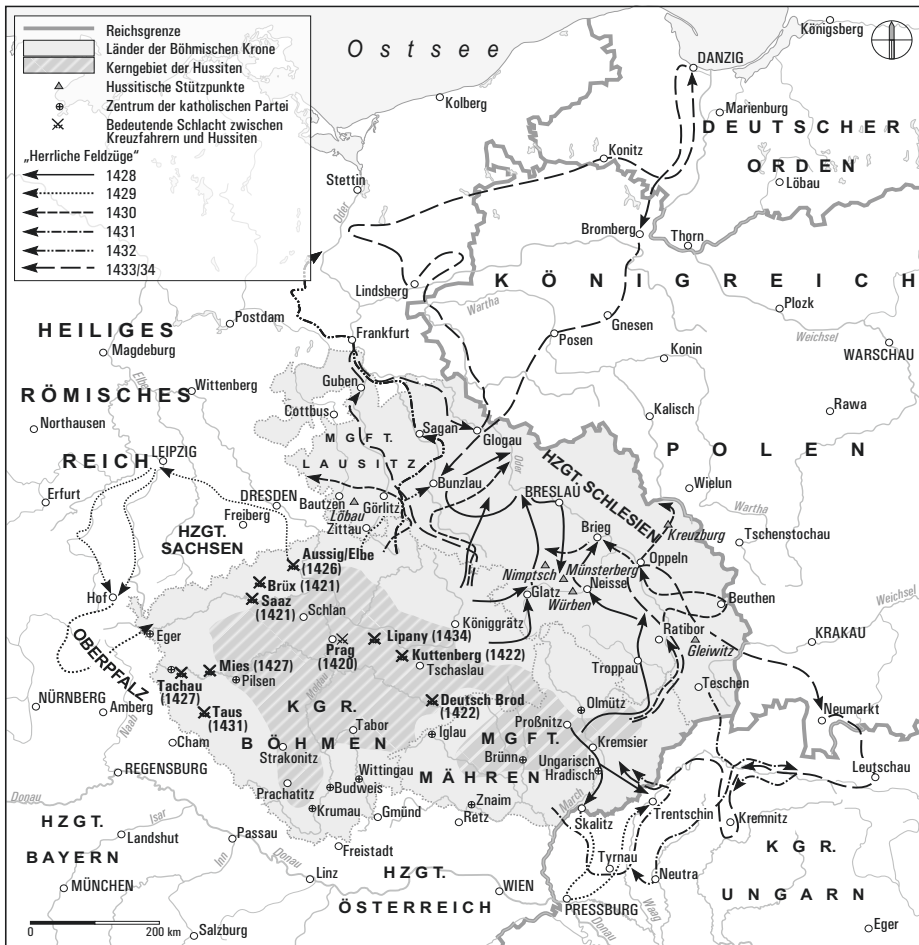 Reichsgrenze
Länder der Böhmischen Krone
Kerngebiet der Hussiten
Hussitische Stützpunkte
Zentrum der katholischen Partei
Bedeutende Schlacht zwischen
Kreuzfahrern und Hussiten
„Herrliche Feldzüge“
1428
1429
1430
1431
1432
1433/34
Ostsee
Königsberg
DANZIG
Kolberg
Marienburg
DEUTSCHER
ORDEN
Konitz
Löbau
Stettin
Oder
Bromberg
Thorn
KÖNIGREICH
Lindsberg
Wartha
Plozk
Gnesen
Weichsel
Postdam
Posen
HEILIGES
Frankfurt
Konin
WARSCHAU
Magdeburg
Elbe
Guben
Wittenberg
RÖMISCHES
Cottbus
Kalisch
Rawa
Northausen
Sagan
Glogau
MGFT.
LAUSITZ
POLEN
REICH
LEIPZIG
Oder
HZGT. SCHLESIEN
Bunzlau
Wielun
Erfurt
DRESDEN
Bautzen
Görlitz
BRESLAU
Wartha
Freiberg
Löbau
Zittau
Kreuzburg
HZGT.
SACHSEN
Brieg
Tschenstochau
Aussig/Elbe
(1426)
Oppeln
Nimptsch
Münsterberg
Brüx (1421)
Neisse
Hof
Saaz
(1421)
Schlan
Glatz
Würben
Beuthen
Weichsel
Königgrätz
OBERPFALZ
Eger
Prag
(1420)
Lipany (1434)
Ratibor
KRAKAU
Kuttenberg (1422)
Gleiwitz
Mies (1427)
Tschaslau
Troppau
Pilsen
Moldau
Teschen
NÜRNBERG
Tachau
(1427)
Deutsch Brod
(1422)
Olmütz
Amberg
Naab
KGR.
Neumarkt
Taus
(1431)
Tabor
Proßnitz
Iglau
MGFT.
Kremsier
Cham
BÖHMEN
Strakonitz
Brünn
Ungarisch
Hradisch
Leutschau
REGENSBURG
MÄHREN
Wittingau
Prachatitz
Budweis
March
Donau
Znaim
Trentschin
Krumau
Gmünd
Retz
Skalitz
Kremnitz
HZGT.
Isar
Landshut
Passau
Freistadt
KGR.
BAYERN
Inn
Donau
HZGT.
Tyrnau
Neutra
MÜNCHEN
Linz
WIEN
Waag
UNGARN
ÖSTERREICH
PRESSBURG
0
200 km
Salzburg
Donau
Eger